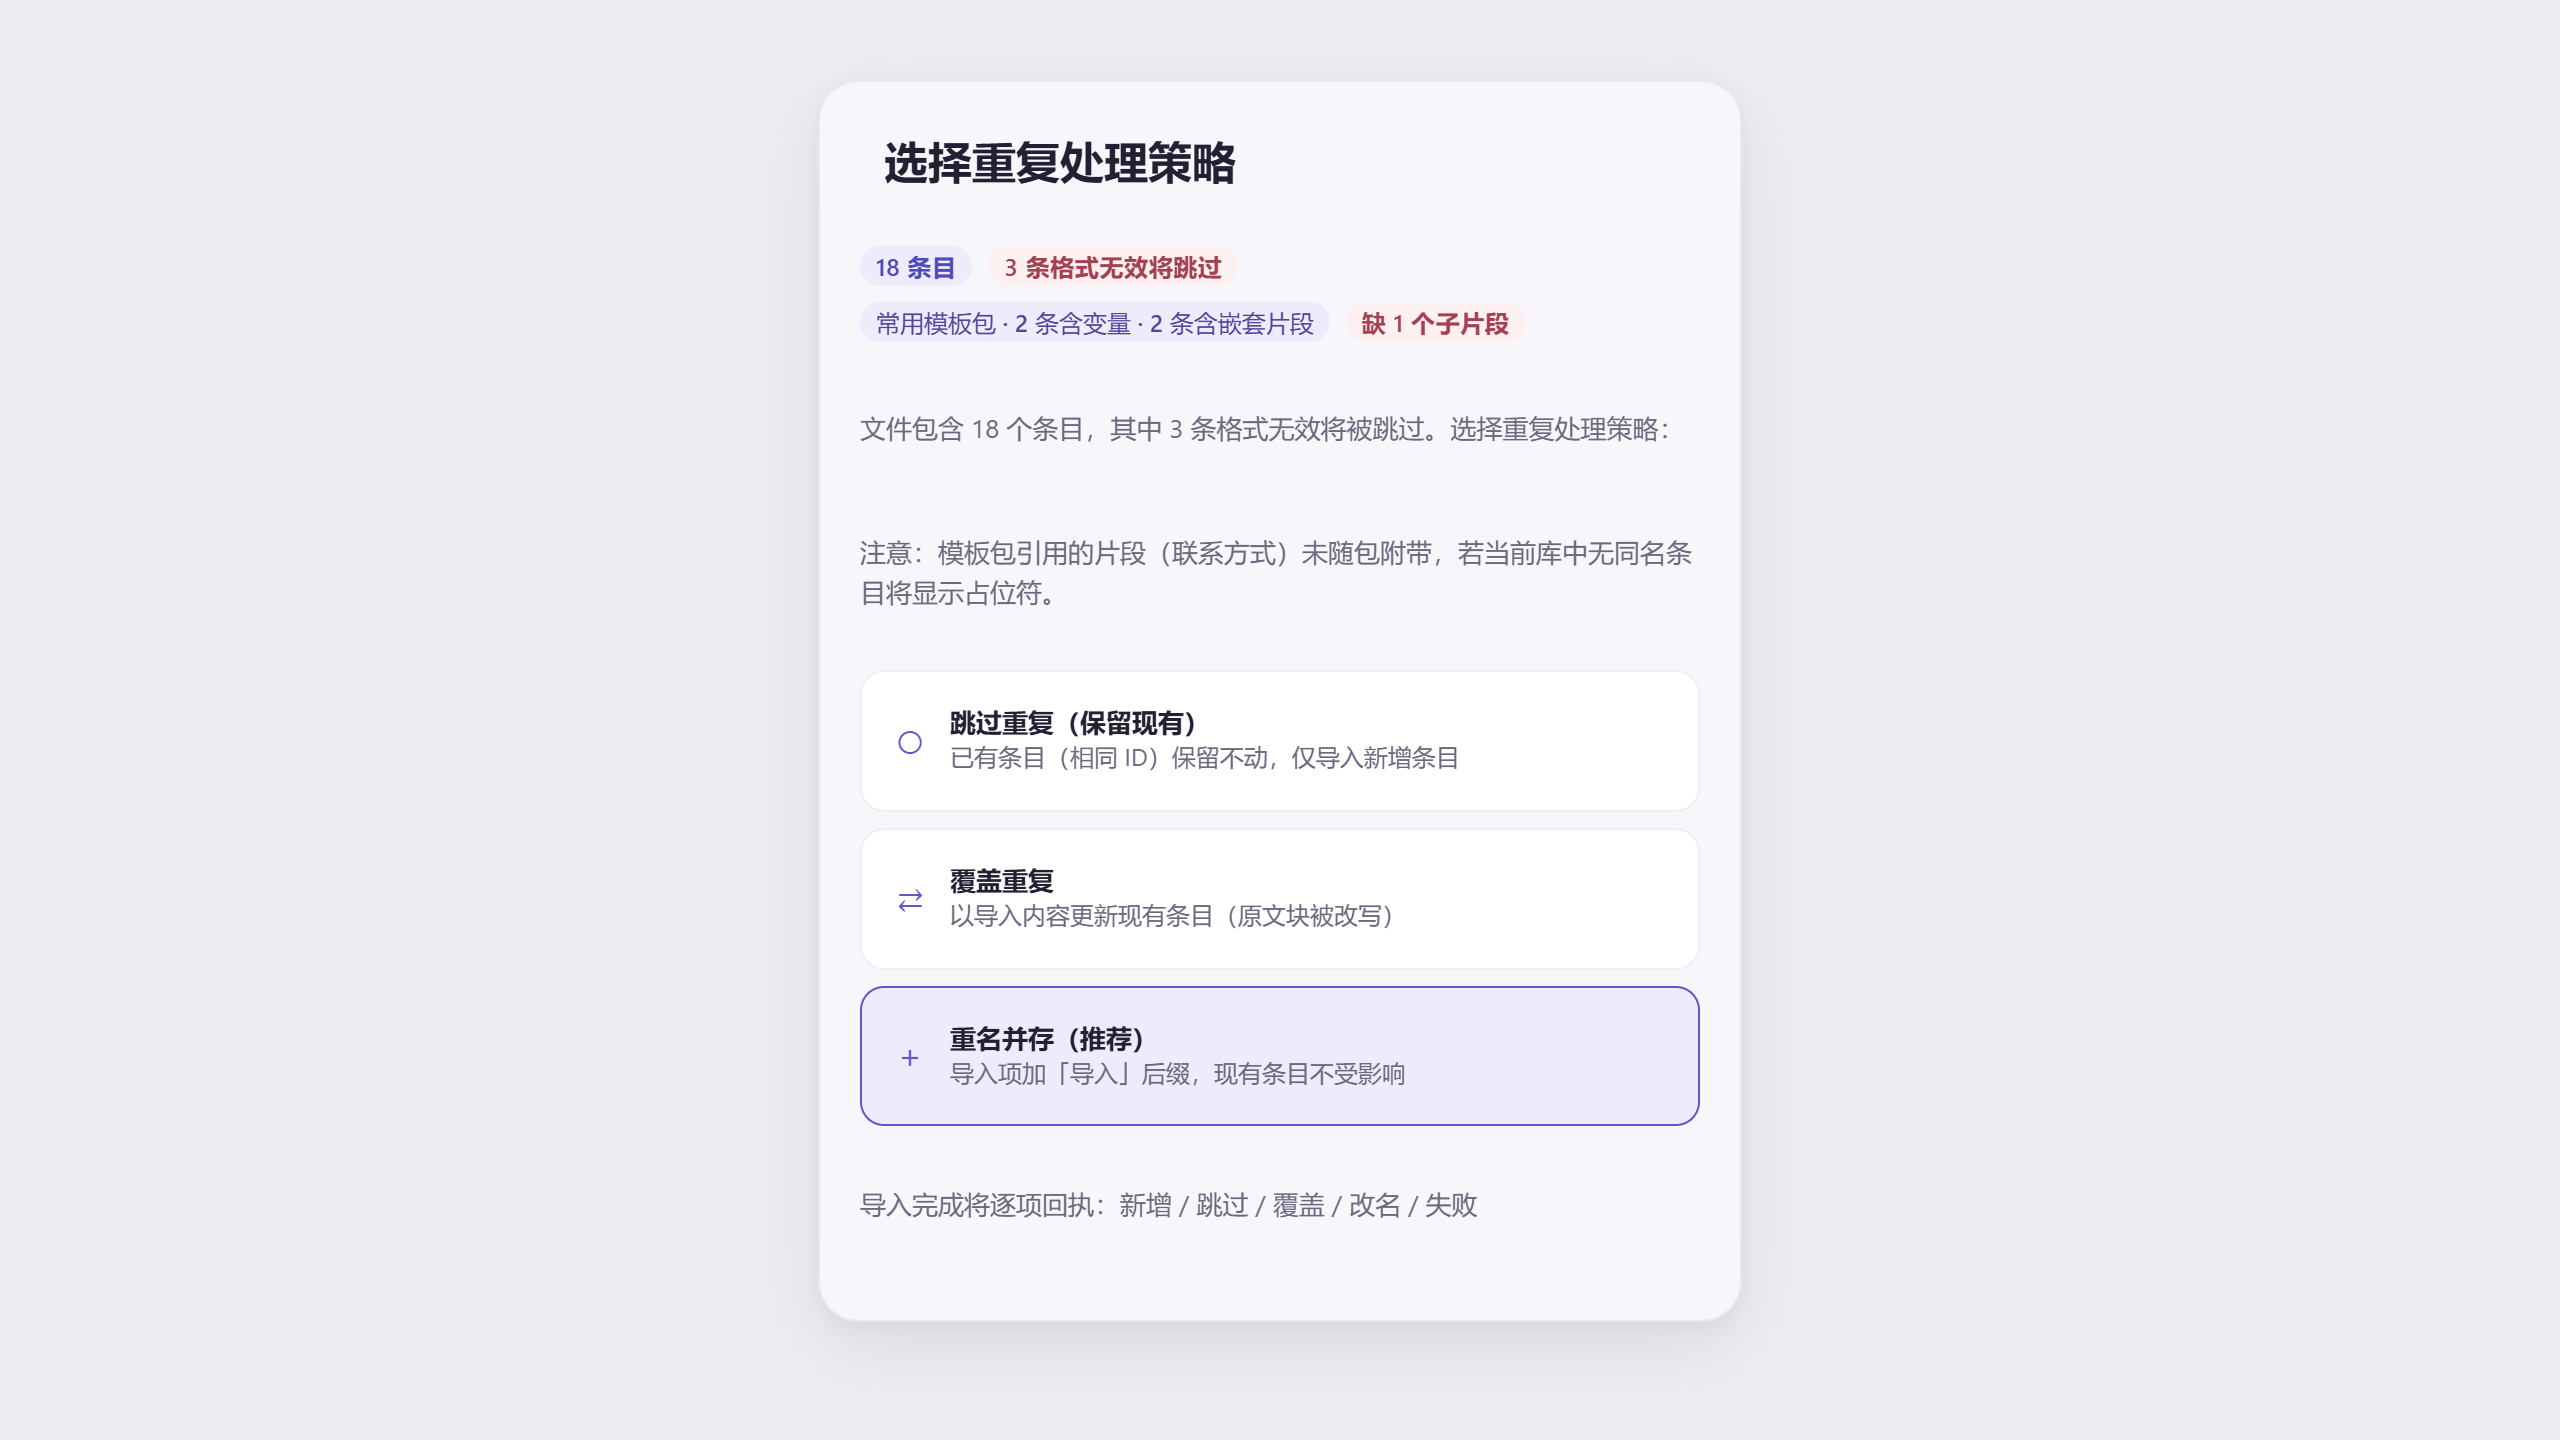 选择重复处理策略
18 条目 3 条格式无效将跳过
常用模板包 · 2 条含变量 · 2 条含嵌套片段 缺 1 个子片段
文件包含 18 个条目，其中 3 条格式无效将被跳过。选择重复处理策略：
注意：模板包引用的片段（联系方式）未随包附带，若当前库中无同名条
目将显示占位符。
跳过重复（保留现有）
已有条目（相同 ID）保留不动，仅导入新增条目
覆盖重复
以导入内容更新现有条目（原文块被改写）
重名并存（推荐）
导入项加「导入」后缀，现有条目不受影响
导入完成将逐项回执：新增 / 跳过 / 覆盖 / 改名 / 失败